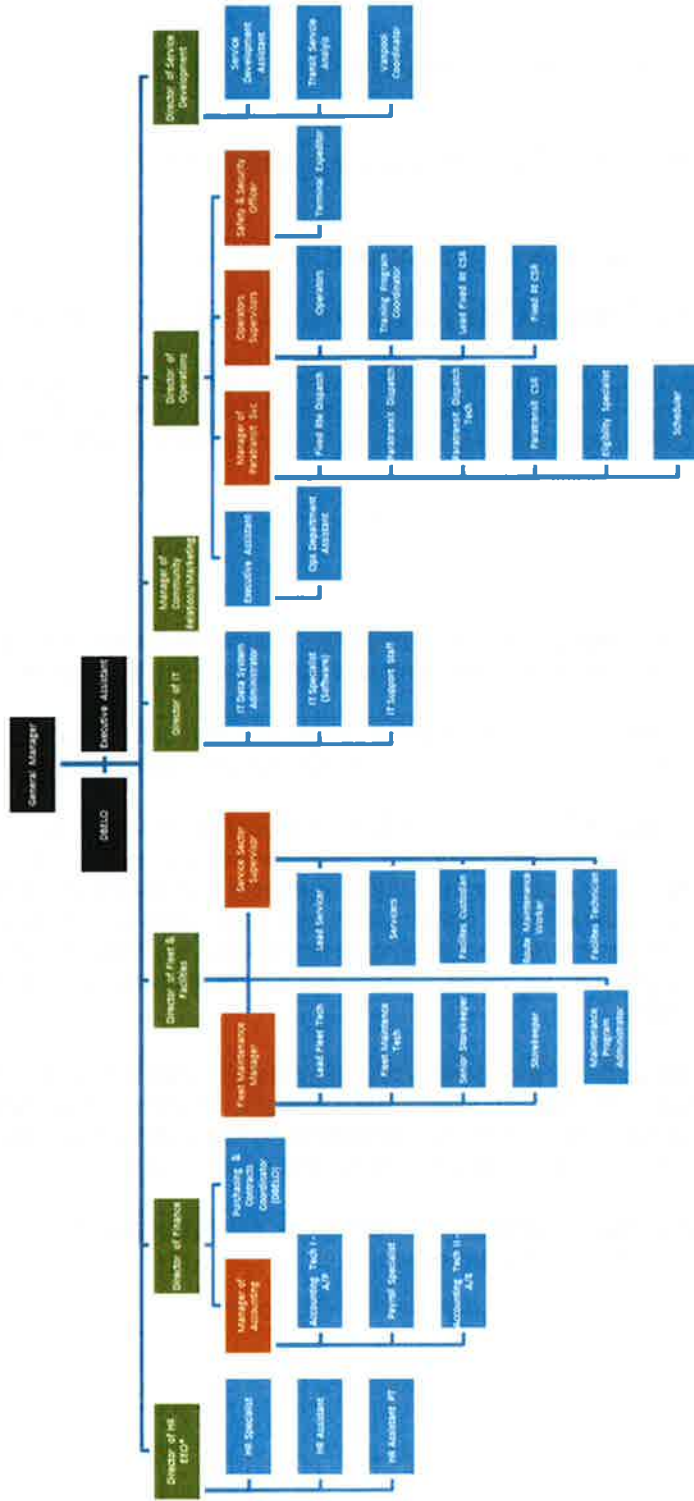 General Manager
DBELO
Executive Assistant
Director of HR
EEO*
HR Specialist
HR Assistant
HR Assistant PT
Director of Finance
Manager of
Accounting
Accounting Tech I -
A/P
Payroll Specialist
Accounting Tech II -
Purchasing &
Contracts
Coordinator
(DBELO)
Director of Fleet &
Facilities
Fleet Maintenance
Manager
Lead Fleet Tech
Fleet Maintence
Tech
Senior Storekeeper
Storekeeper
Maintenance
Program
Administrator
Service Sector
Supervisor
Lead Servicer
Servicers
Facilites Custodian
Route Maintenance
Worker
Facilites Technician
Director of IT
IT Data System
Administrator
IT Specialist
(Software)
IT Support Staff
Manager of
Community
Relations/Marketing
Director of
Operations
Executive Assistant
Ops Department
Assistant
Manager of
Paratransit Svc
Fixed Rte Dispatch
Paratransit Dispatch
Paratransit Dispatch
Tech
Paratransit CSR
Eligibility Specialist
Scheduler
Operators
Supervisors
Operators
Training Program
Coordinator
Lead Fixed Rt CSR
Fixed Rt CSR
Safety & Security
Officer
Terminal Expeditor
Director of Service
Development
Service
Development
Assistant
Transit Service
Analyst
Vanpool
Coordinator